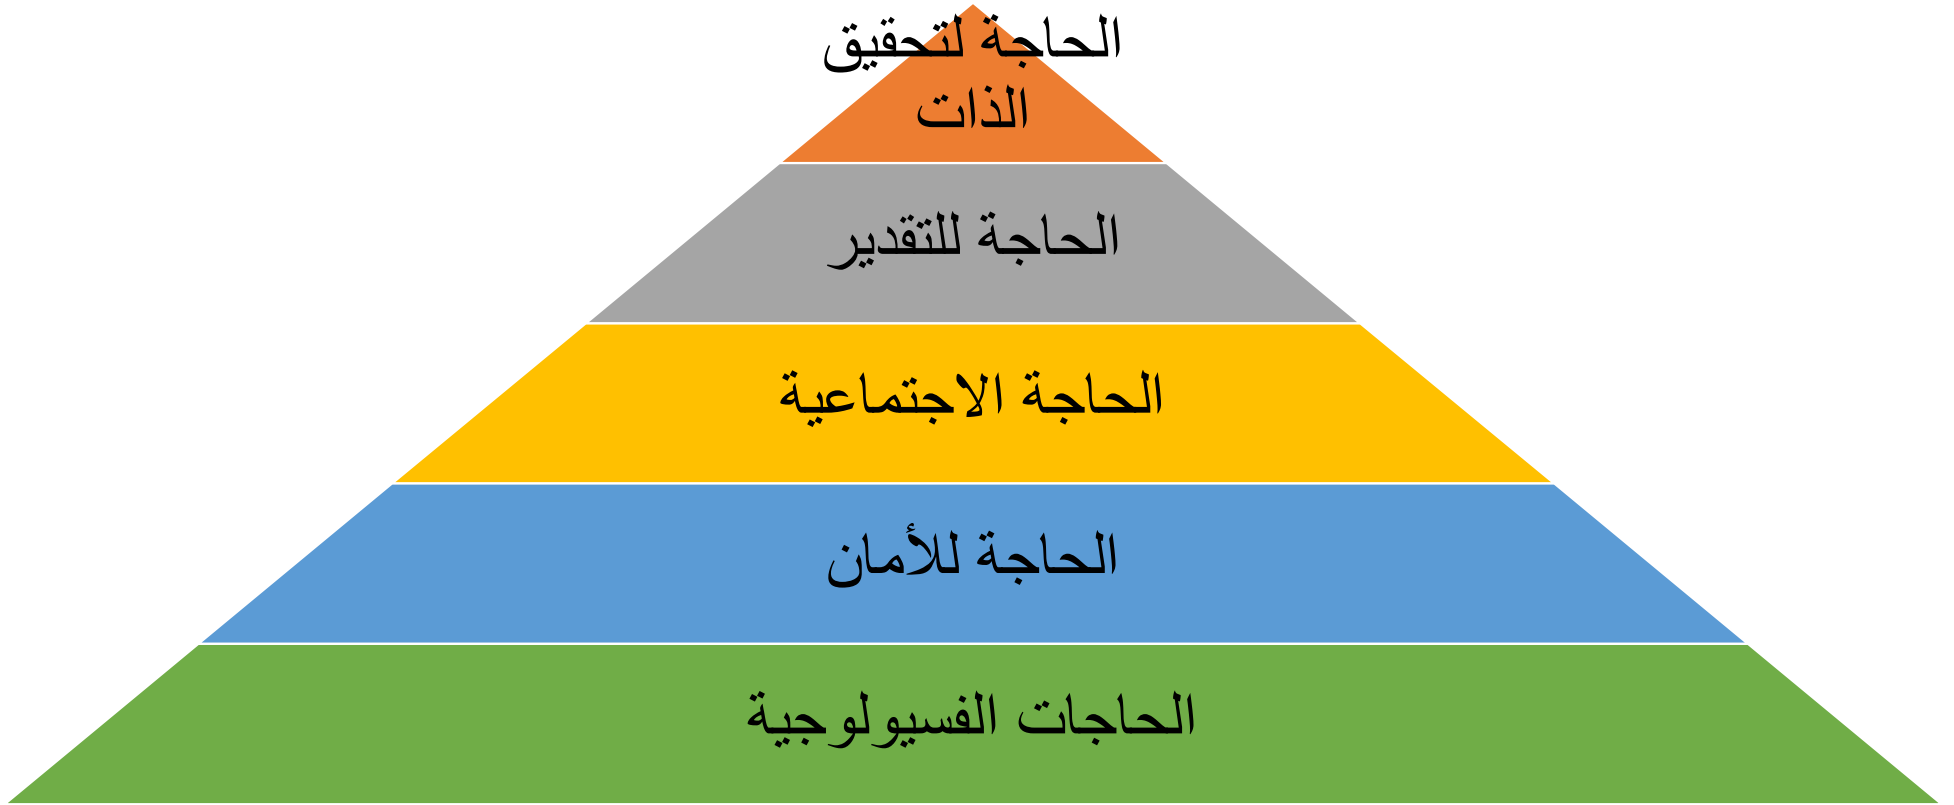 الحاجة لتحقيق
الذات
الحاجة للتقدير
الحاجة الاجتماعية
الحاجة للأمان
الحاجات الفسيولوجية